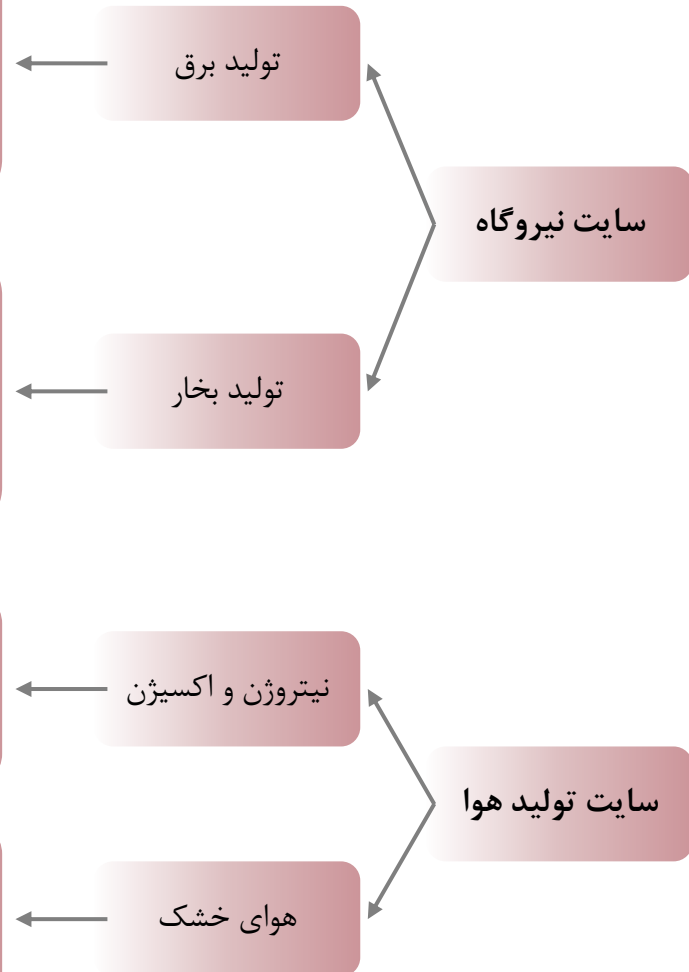 سایت نیروگاه
تولید برق
تولید بخار
سایت تولید هوا
نیتروژن و اکسیژن
هوای خشک